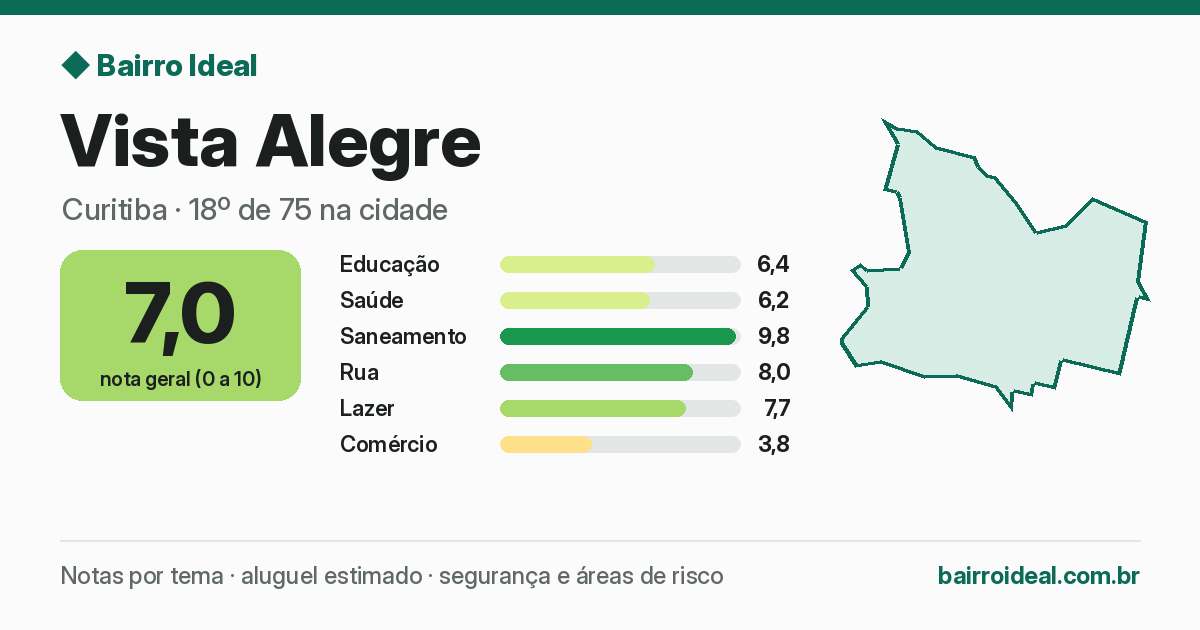 Bairro Ideal
Vista Alegre
Curitiba · 18º de 75 na cidade
7,0
nota geral (0 a 10)
Educação 6,4
Saúde 6,2
Saneamento 9,8
Rua 8,0
Lazer 7,7
Comércio 3,8
Notas por tema · aluguel estimado · segurança e áreas de risco
bairroideal.com.br